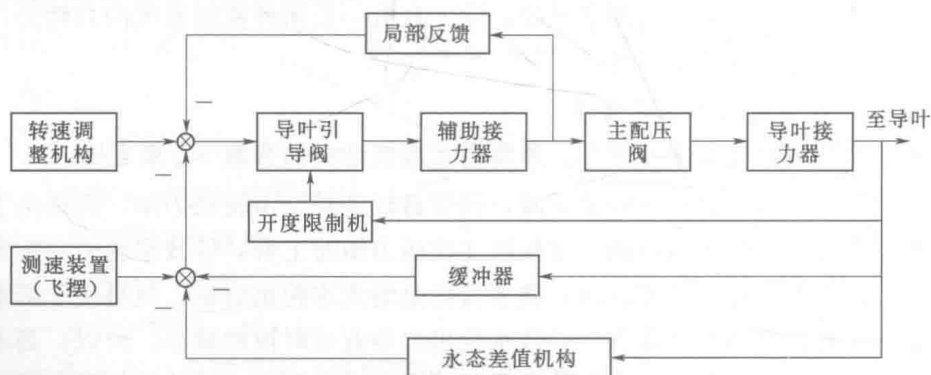 局部反馈
转速调
整机构
导叶引
导阀
辅助接
力器
主配压
阀
导叶接
力器
至导叶
开度限制机
测速装置
(飞摆)
缓冲器
永态差值机构